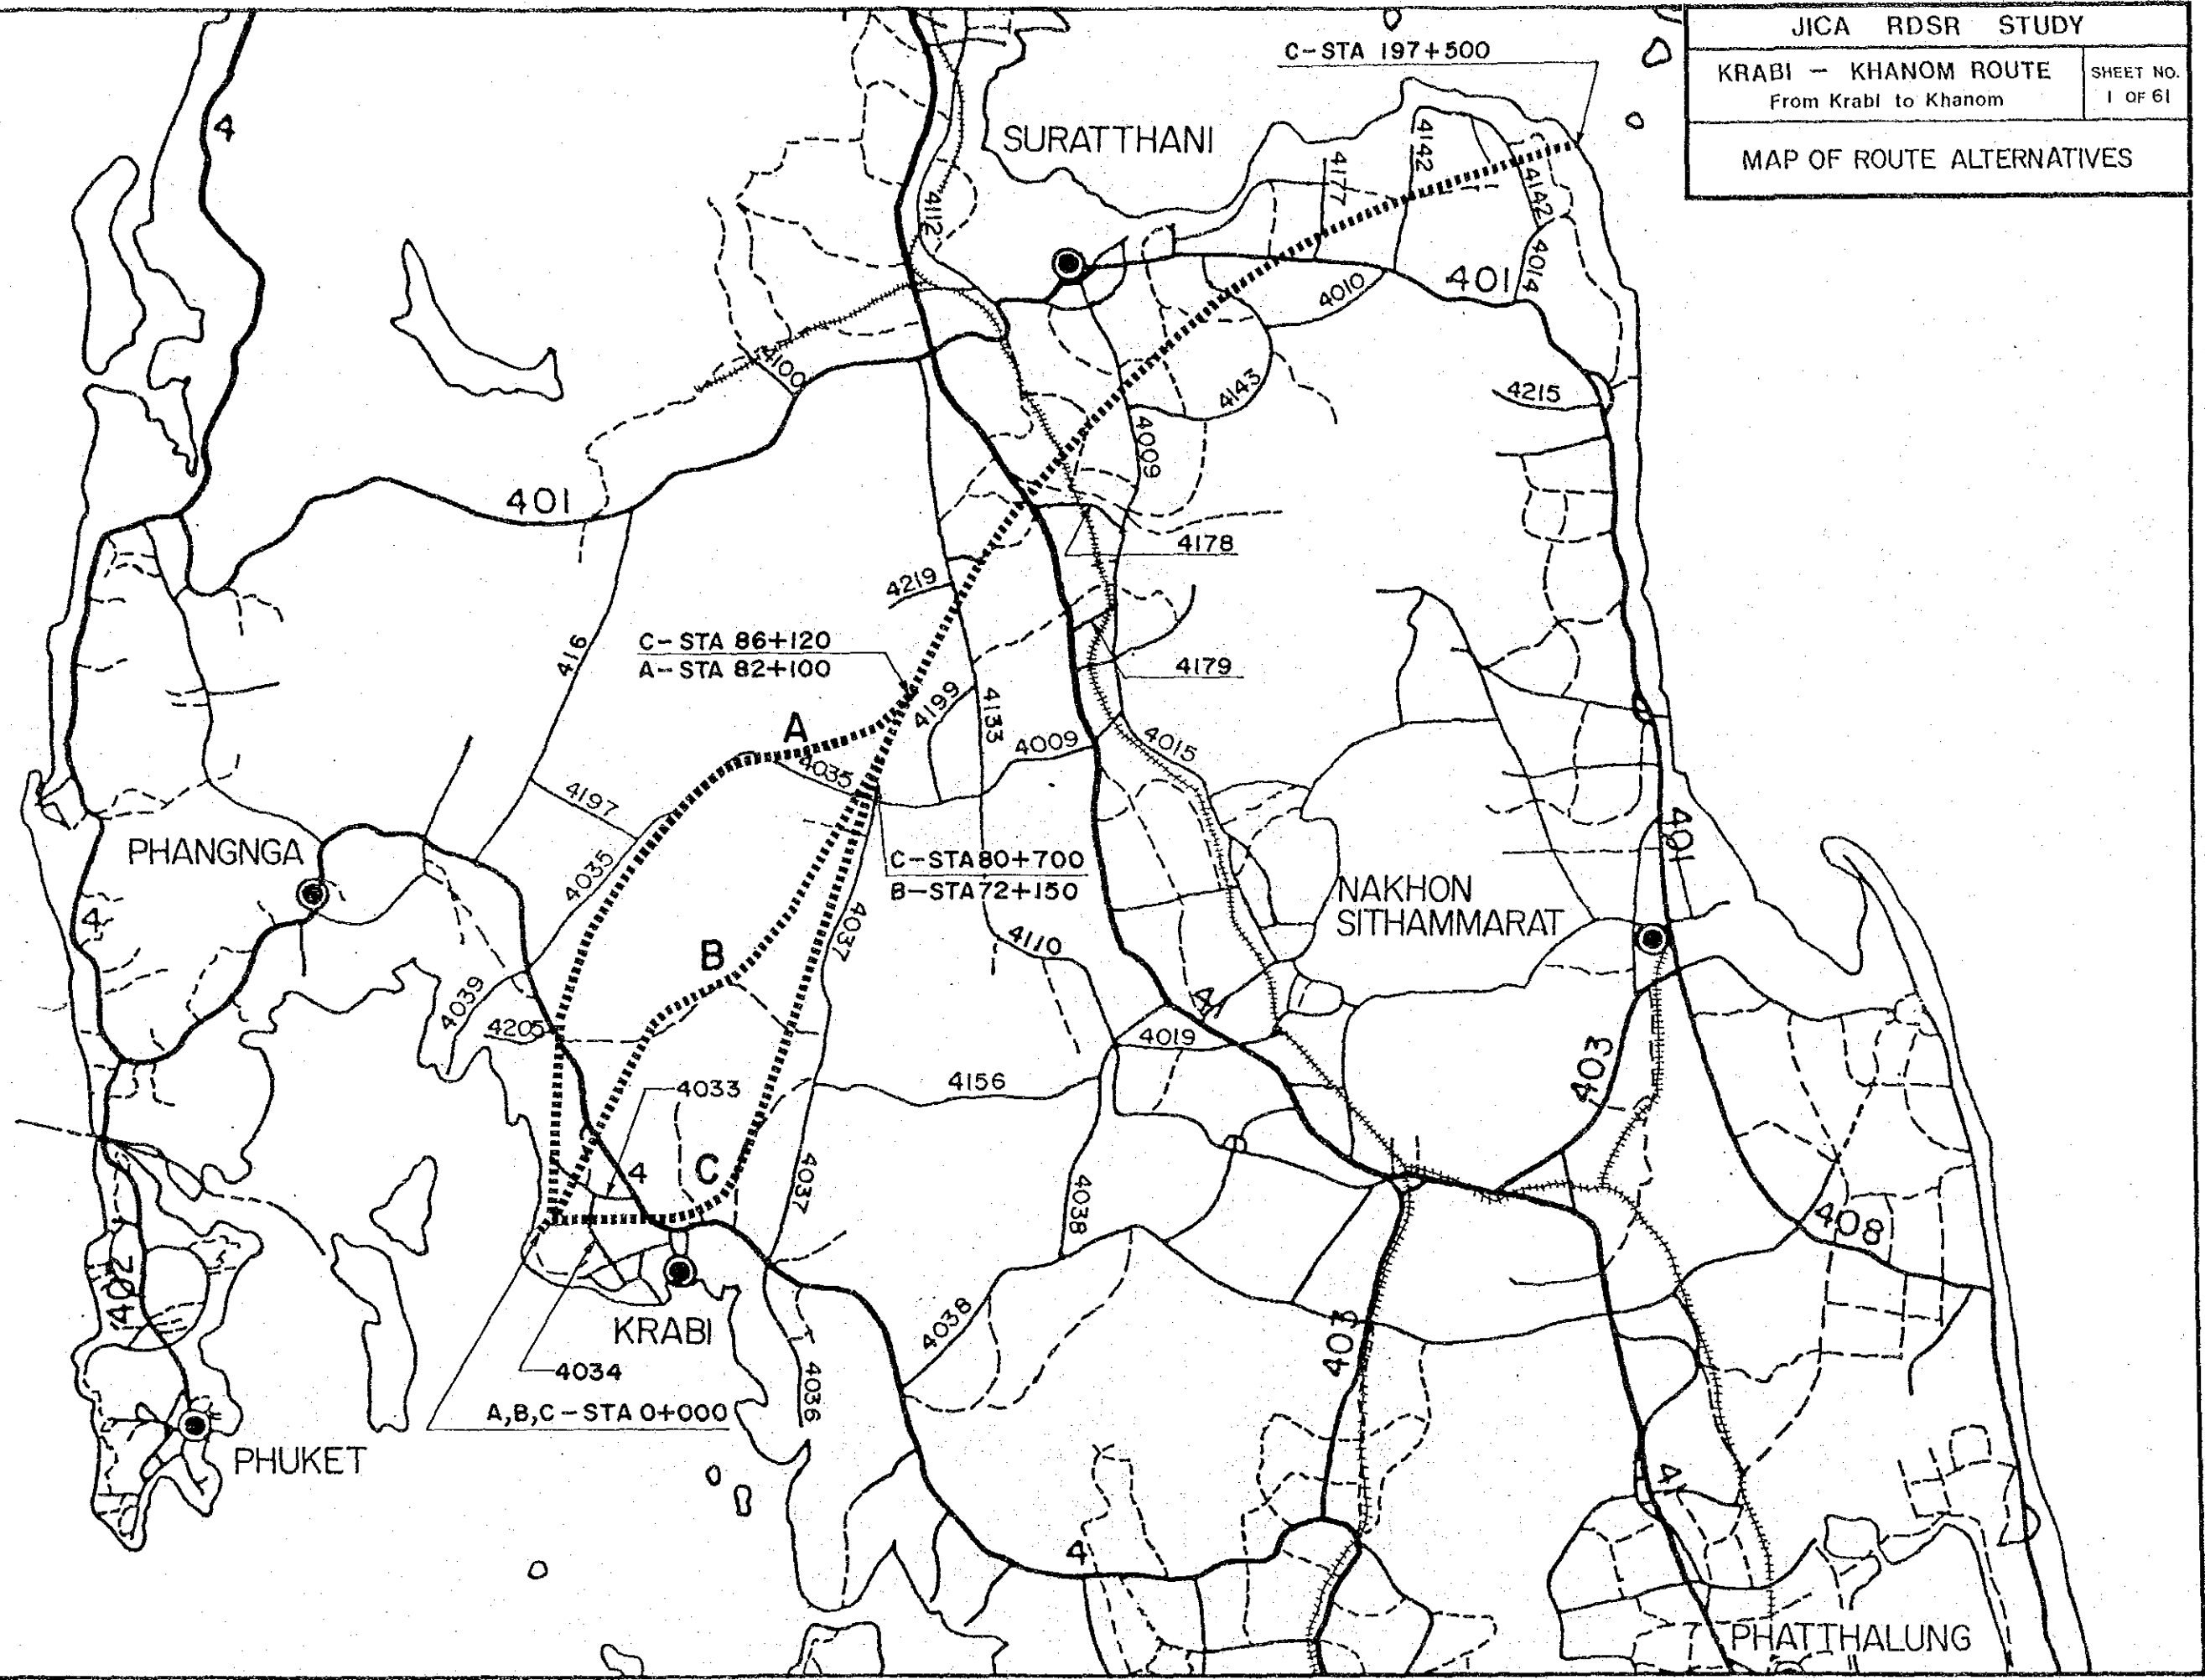 JICA RDSR STUDY
KRABI - KHANOM ROUTE
From Krabi to Khanom
SHEET NO.
1 OF 61
MAP OF ROUTE ALTERNATIVES
C-STA 197+500
4
SURATTHANI
4142
4177
4142
4112
4014
401
4010
4100
4143
4215
4009
401
4178
4219
416
C-STA 86+120
A-STA 82+100
4179
4199
4133
A
4009
4015
4035
4197
401
PHANGNGA
C-STA 80+700
B-STA 72+150
4035
NAKHON
SITHAMMARAT
4
4037
4110
B
4039
41
4205
4019
403
4156
4033
C
4
4037
4038
408
402
KRABI
4038
403
4034
4036
A,B,C-STA 0+000
PHUKET
41
4
PHATTHALUNG